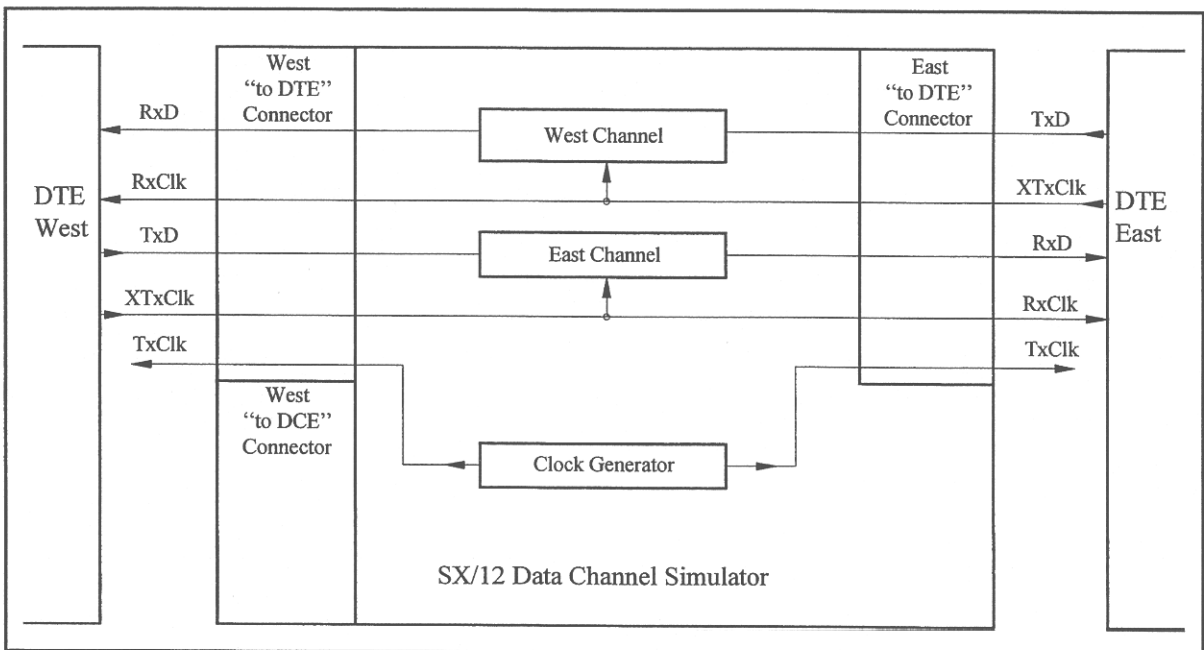 West
“to DTE”
Connector
East
“to DTE”
Connector
RxD
West Channel
TxD
RxClk
XTxClk
DTE
West
DTE
East
TxD
East Channel
RxD
XTxClk
RxClk
TxClk
TxClk
West
“to DCE”
Connector
Clock Generator
SX/12 Data Channel Simulator